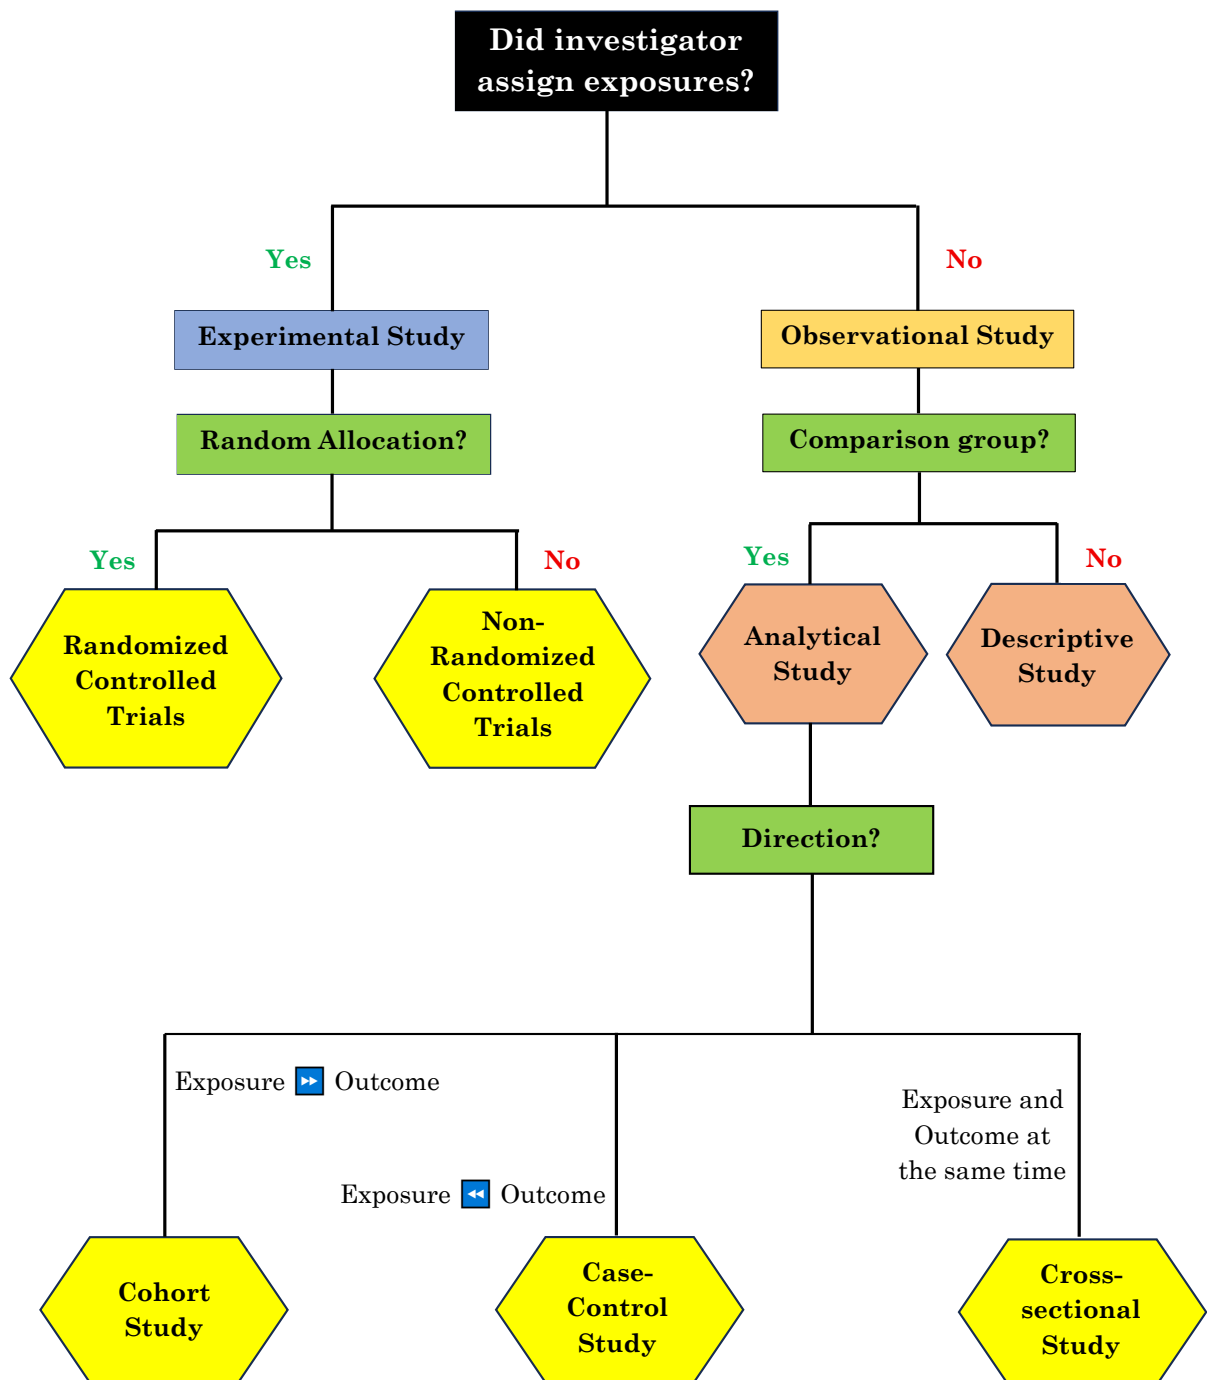 Did investigator
assign exposures?
Yes
No
Experimental Study
Observational Study
Random Allocation?
Comparison group?
Yes
No
Yes
No
Randomized
Controlled
Trials
Non-
Randomized
Controlled
Trials
Analytical
Study
Descriptive
Study
Direction?
Exposure ⏩ Outcome
Exposure ⏪ Outcome
Exposure and
Outcome at
the same time
Cohort
Study
Case-
Control
Study
Cross-
sectional
Study